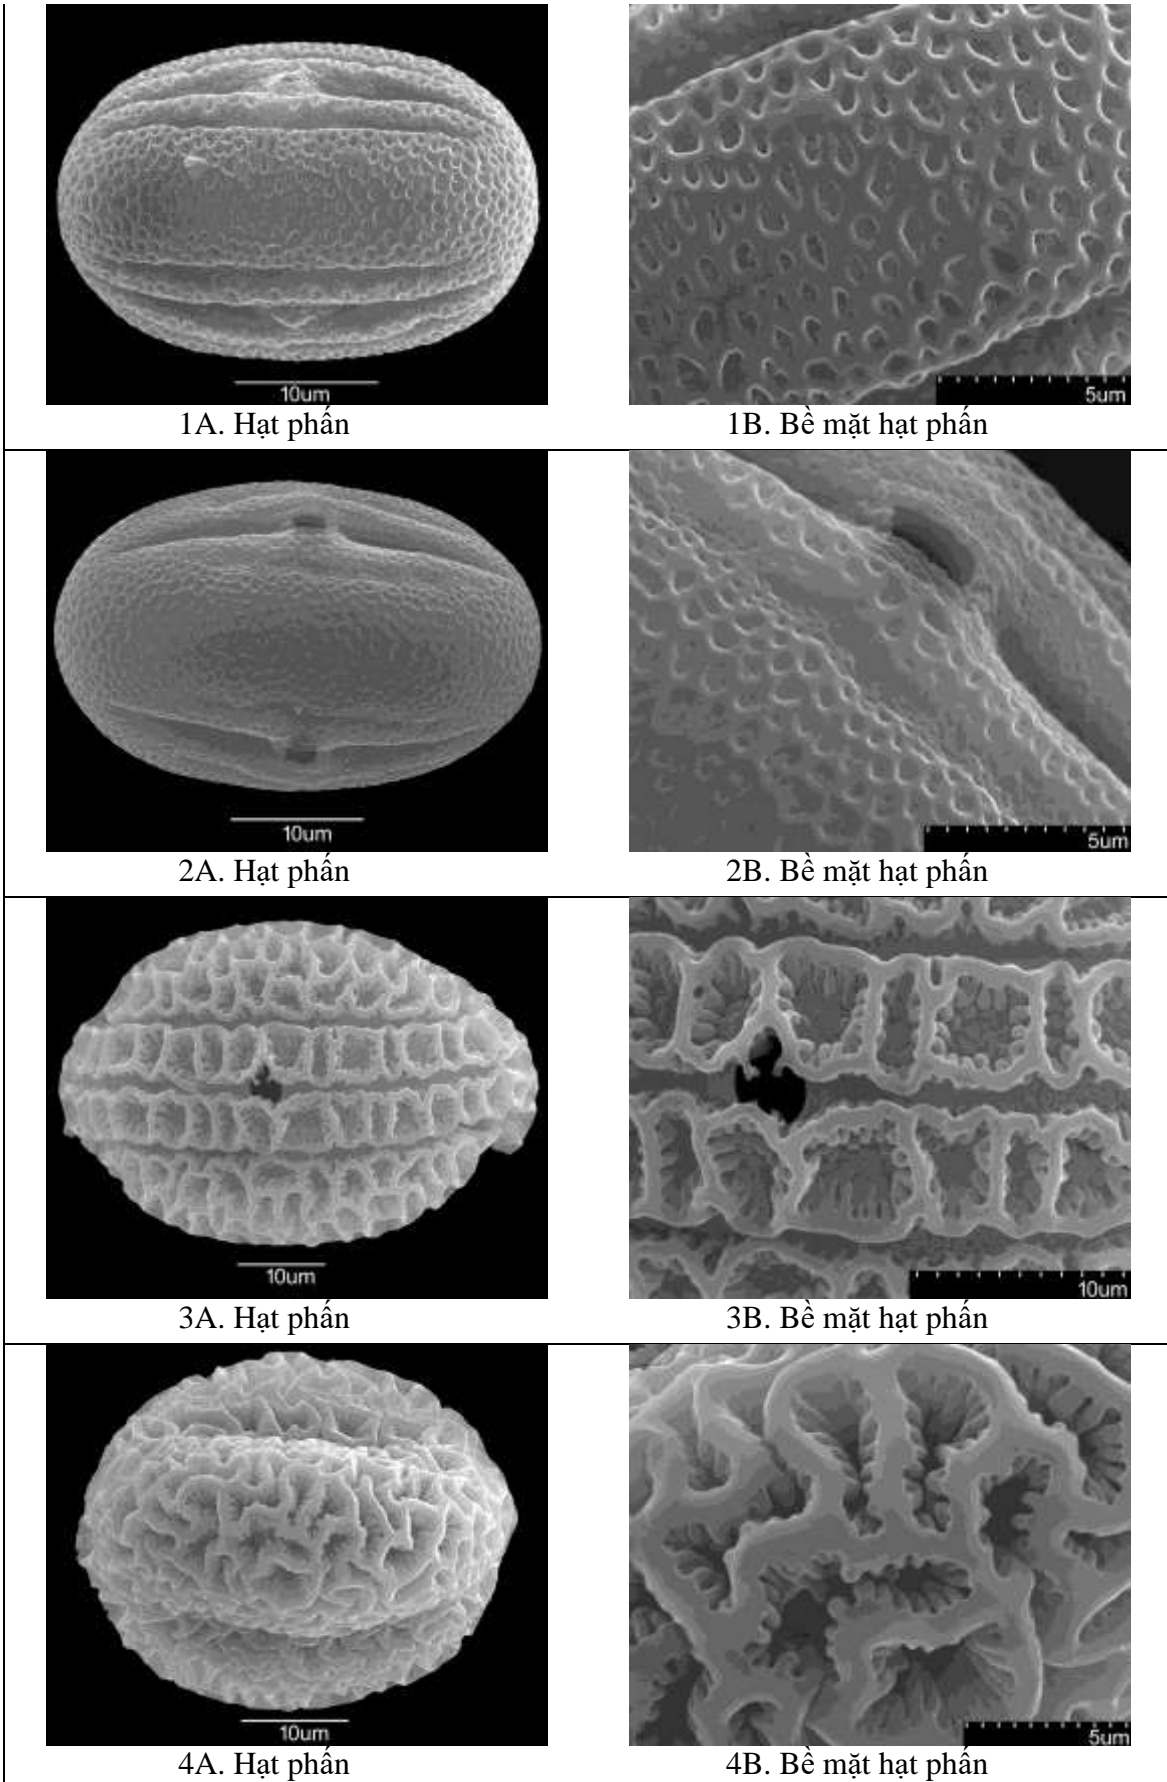 10um
5um
1A. Hạt phấn
1B. Bề mặt hạt phấn
10um
5um
2A. Hạt phấn
2B. Bề mặt hạt phấn
10um
10um
3A. Hạt phấn
3B. Bề mặt hạt phấn
10um
5um
4A. Hạt phấn
4B. Bề mặt hạt phấn